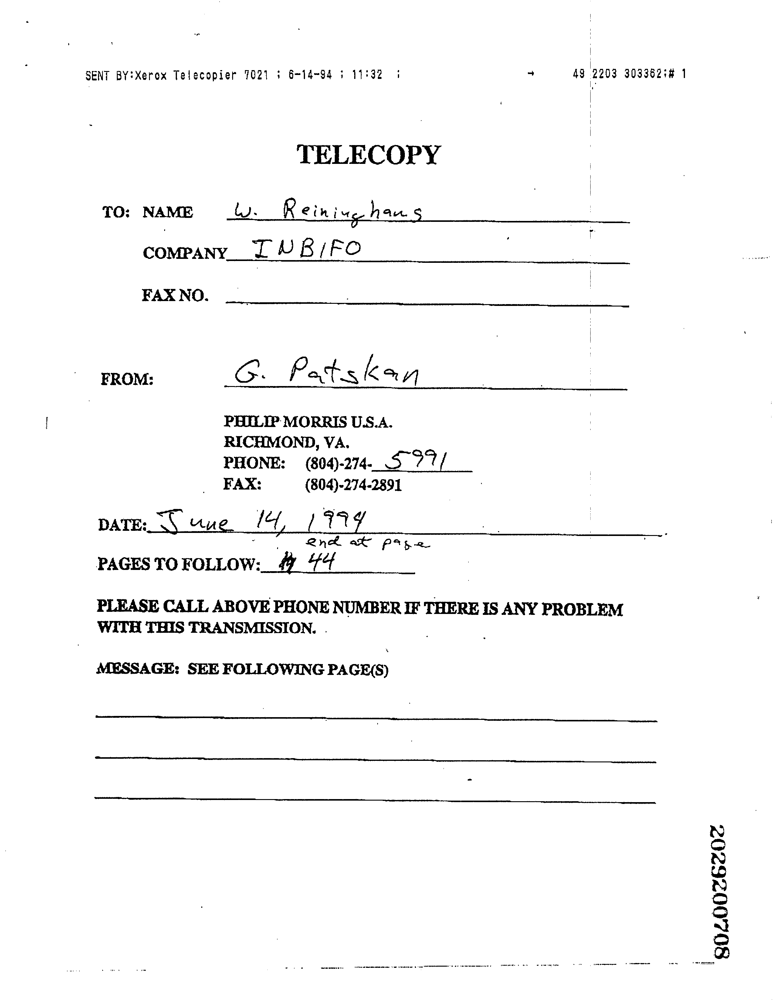 SENT BY:Xerox Telecopier 7021 ; 6-14-94 ; 11:32 ; → 49 2203 303362;# 1
TELECOPY
TO: NAME W. Reininghaus
COMPANY INBIFO
FAX NO.
FROM: G. Patskan
PHILIP MORRIS U.S.A.
RICHMOND, VA.
PHONE: (804)-274- 5991
FAX: (804)-274-2891
DATE: June 14, 1994
end at page
PAGES TO FOLLOW: 44
PLEASE CALL ABOVE PHONE NUMBER IF THERE IS ANY PROBLEM
WITH THIS TRANSMISSION.
MESSAGE: SEE FOLLOWING PAGE(S)
2029200708